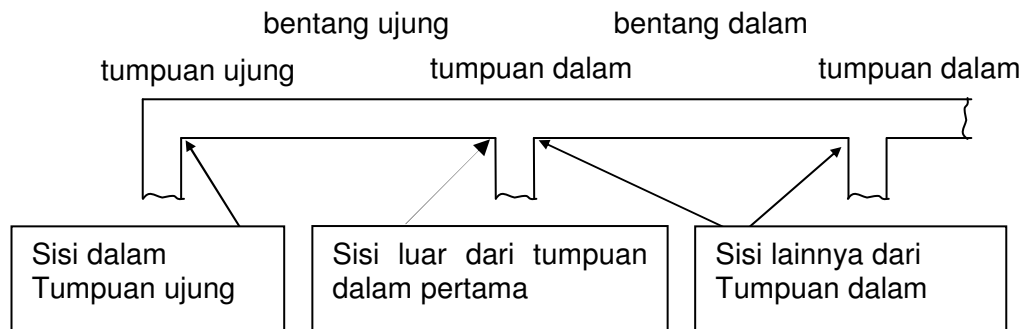 bentang ujung bentang dalam
tumpuan ujung tumpuan dalam tumpuan dalam
Sisi dalam
Tumpuan ujung
Sisi luar dari tumpuan
dalam pertama
Sisi lainnya dari
Tumpuan dalam